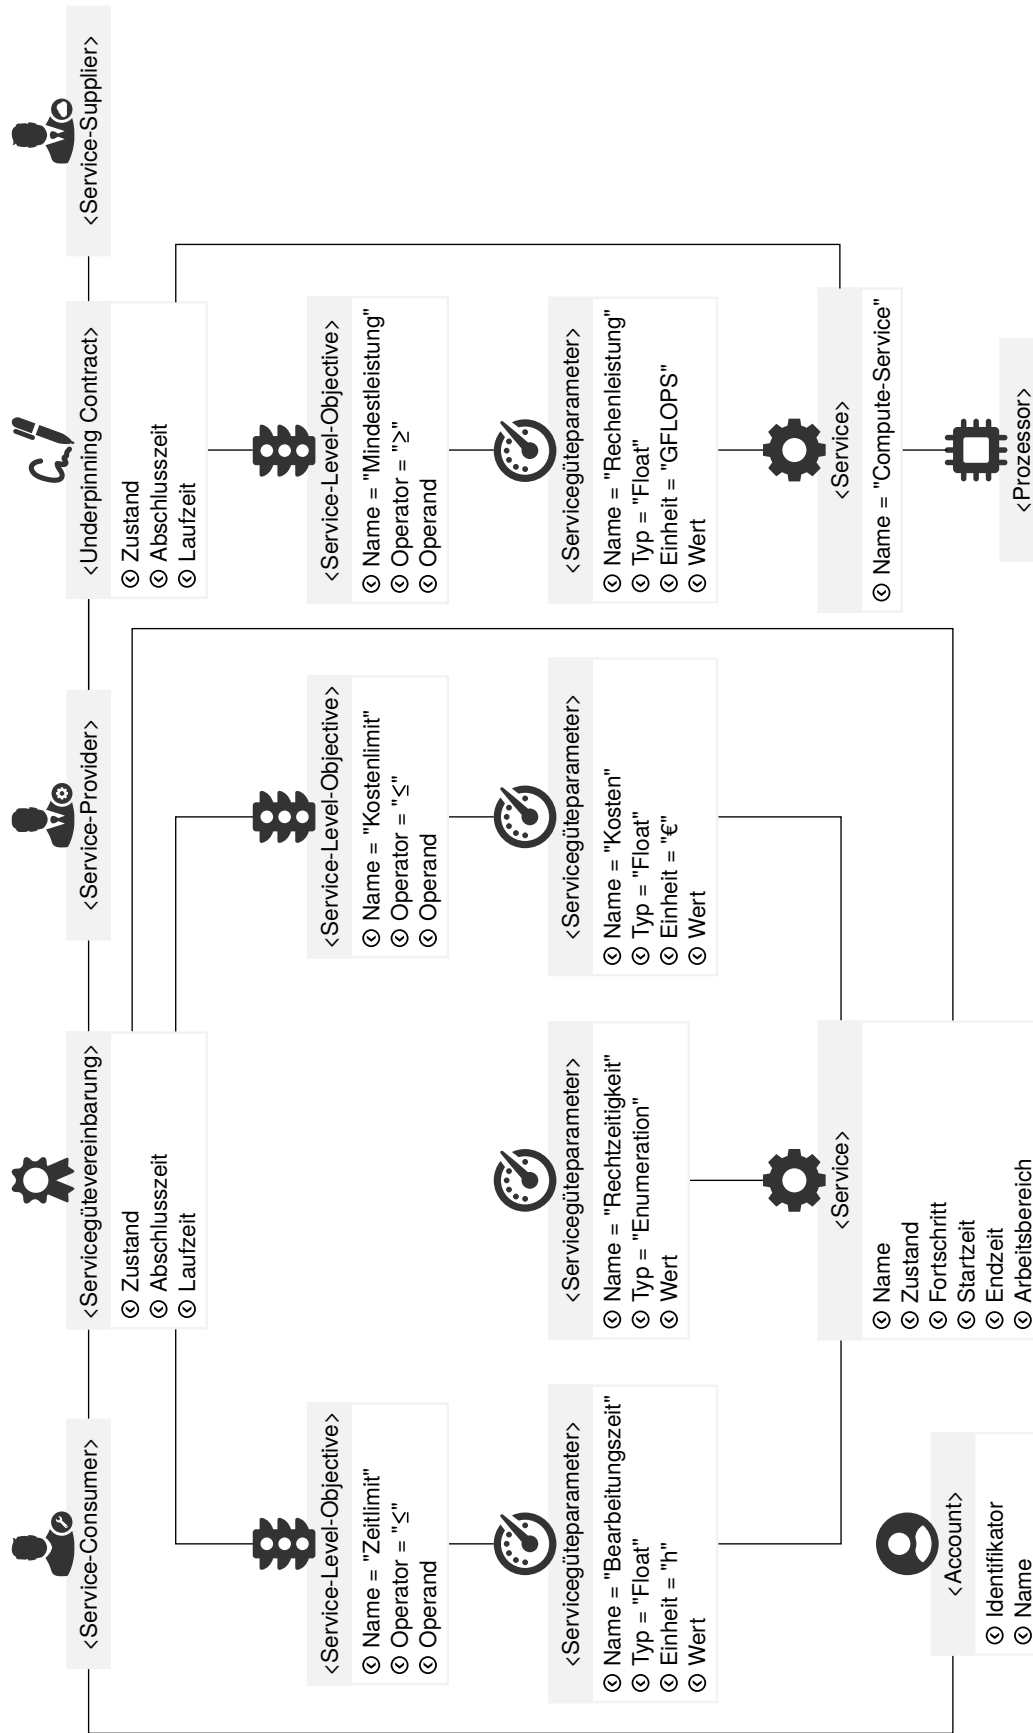 <Service-Consumer>
<Servicegütevereinbarung>
Zustand
Abschlusszeit
Laufzeit
<Service-Provider>
<Underpinning Contract>
Zustand
Abschlusszeit
Laufzeit
<Service-Supplier>
<Service-Level-Objective>
Name = "Zeitlimit"
Operator = "≤"
Operand
<Service-Level-Objective>
Name = "Kostenlimit"
Operator = "≤"
Operand
<Service-Level-Objective>
Name = "Mindestleistung"
Operator = "≥"
Operand
<Servicegüteparameter>
Name = "Bearbeitungszeit"
Typ = "Float"
Einheit = "h"
Wert
<Servicegüteparameter>
Name = "Rechtzeitigkeit"
Typ = "Enumeration"
Wert
<Servicegüteparameter>
Name = "Kosten"
Typ = "Float"
Einheit = "€"
Wert
<Servicegüteparameter>
Name = "Rechenleistung"
Typ = "Float"
Einheit = "GFLOPS"
Wert
<Account>
Identifikator
Name
<Service>
Name
Zustand
Fortschritt
Startzeit
Endzeit
Arbeitsbereich
<Service>
Name = "Compute-Service"
<Prozessor>